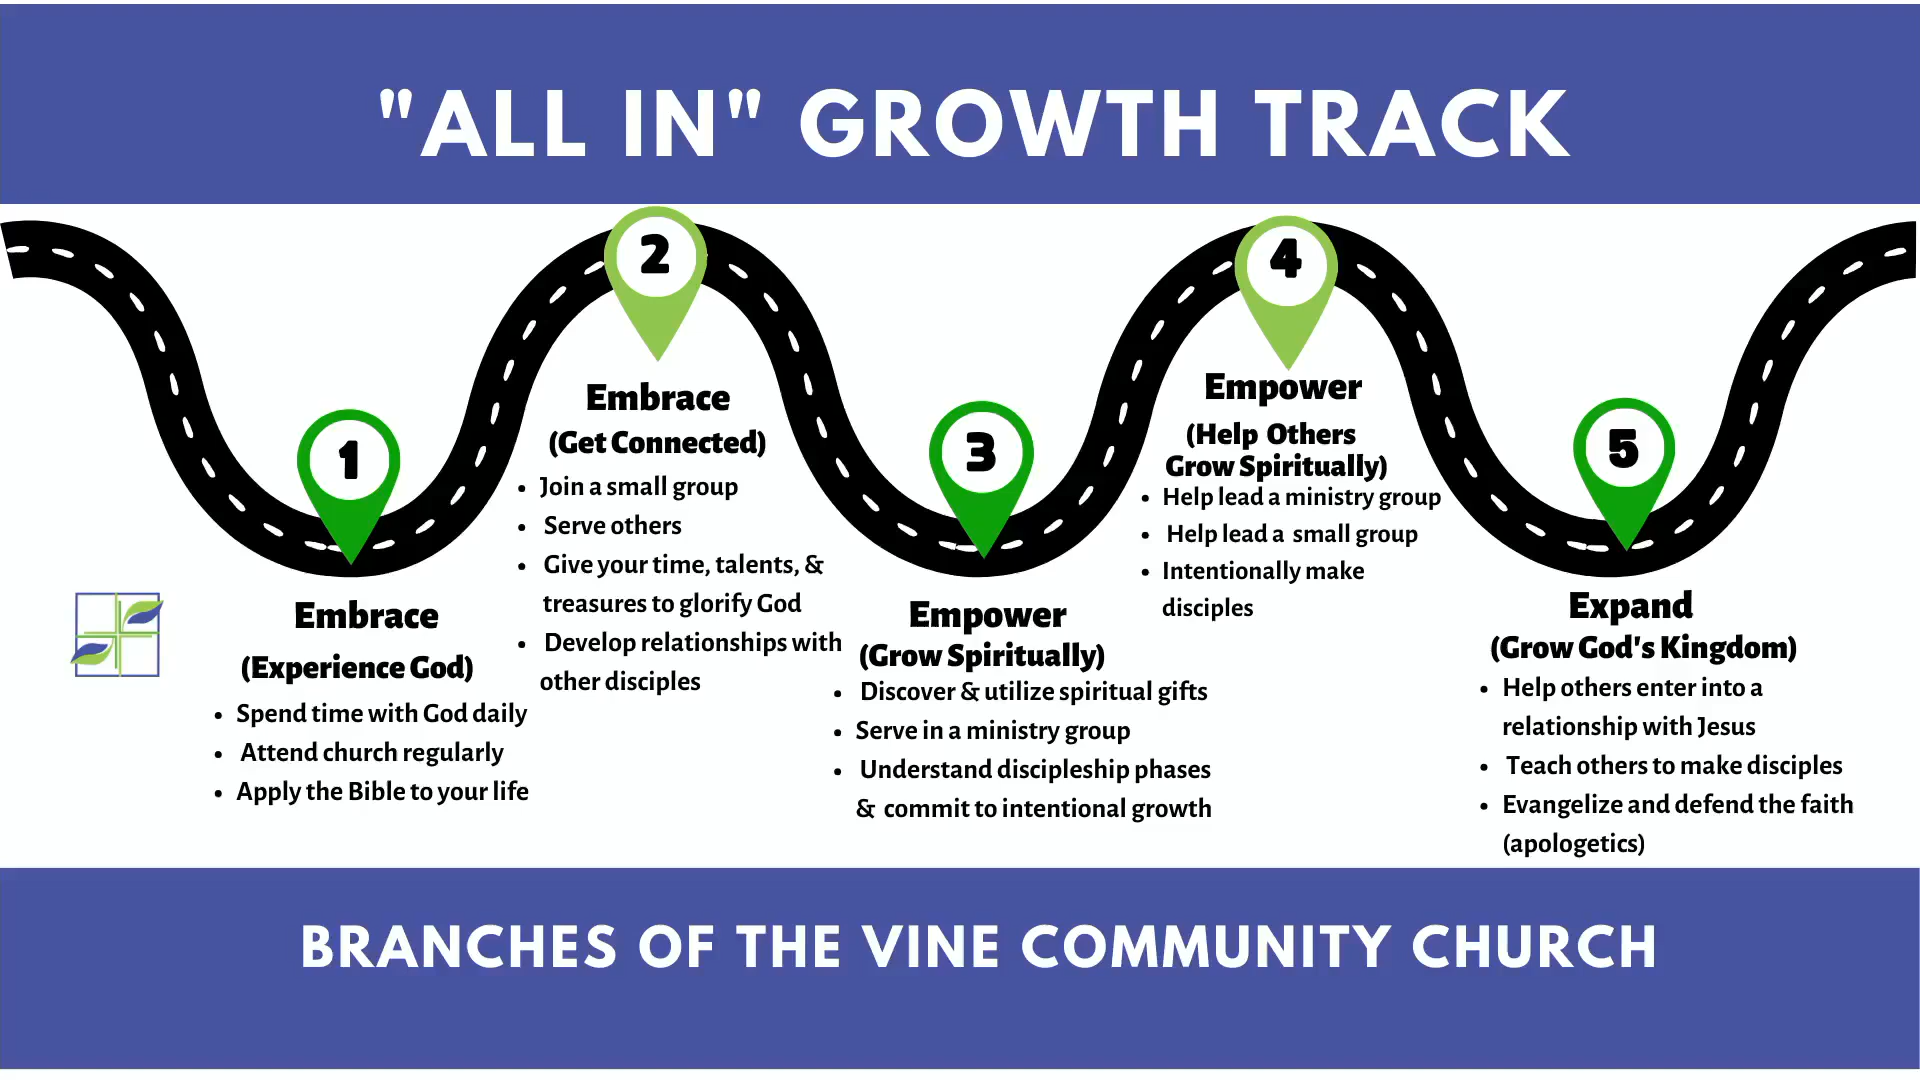 "ALL IN" GROWTH TRACK
1
Embrace
(Experience God)
• Spend time with God daily
• Attend church regularly
• Apply the Bible to your life
2
Embrace
(Get Connected)
• Join a small group
• Serve others
• Give your time, talents, &
treasures to glorify God
• Develop relationships with
other disciples
3
Empower
(Grow Spiritually)
• Discover & utilize spiritual gifts
• Serve in a ministry group
• Understand discipleship phases
& commit to intentional growth
4
Empower
(Help Others
Grow Spiritually)
• Help lead a ministry group
• Help lead a small group
• Intentionally make
disciples
5
Expand
(Grow God's Kingdom)
• Help others enter into a
relationship with Jesus
• Teach others to make disciples
• Evangelize and defend the faith
(apologetics)
BRANCHES OF THE VINE COMMUNITY CHURCH